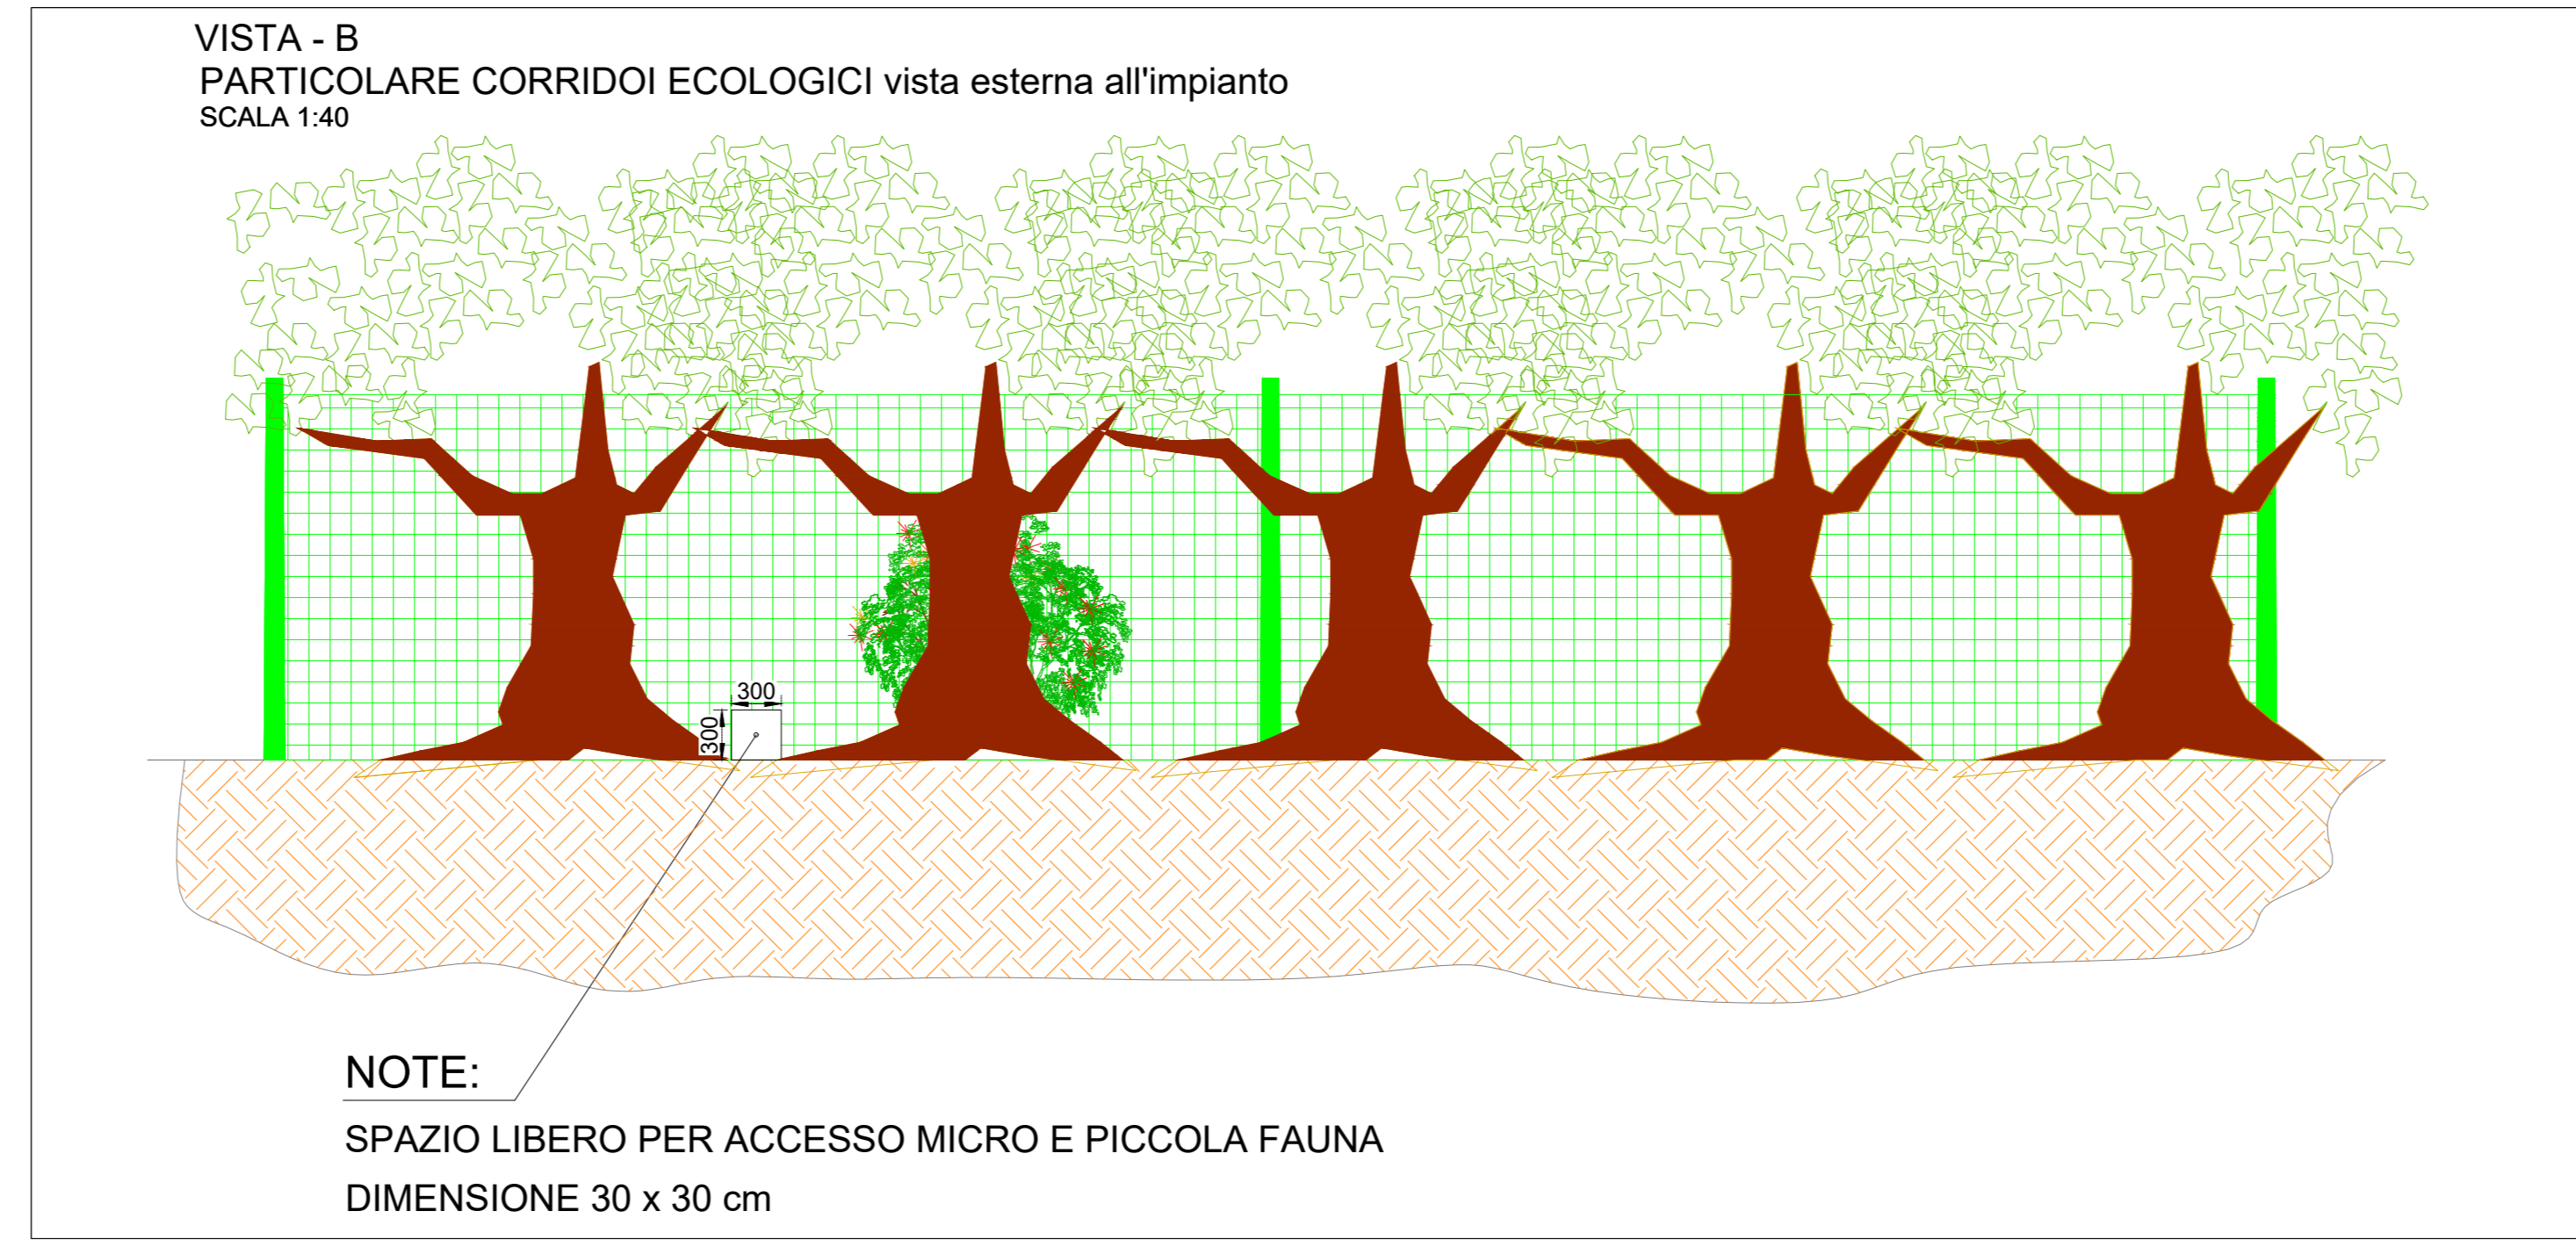 VISTA - B
PARTICOLARE CORRIDOI ECOLOGICI vista esterna all'impianto
SCALA 1:40
300
300
NOTE:
SPAZIO LIBERO PER ACCESSO MICRO E PICCOLA FAUNA
DIMENSIONE 30 x 30 cm